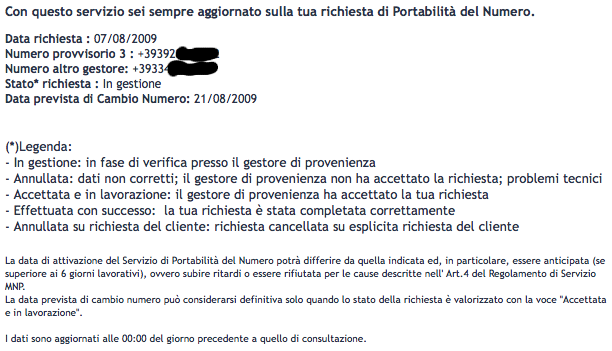 Con questo servizio sei sempre aggiornato sulla tua richiesta di Portabilità del Numero.
Data richiesta : 07/08/2009
Numero provvisorio 3 : +39392
Numero altro gestore: +39334
Stato* richiesta : In gestione
Data prevista di Cambio Numero: 21/08/2009
(*)Legenda:
- In gestione: in fase di verifica presso il gestore di provenienza
- Annullata: dati non corretti; il gestore di provenienza non ha accettato la richiesta; problemi tecnici
- Accettata e in lavorazione: il gestore di provenienza ha accettato la tua richiesta
- Effettuata con successo: la tua richiesta è stata completata correttamente
- Annullata su richiesta del cliente: richiesta cancellata su esplicita richiesta del cliente
La data di attivazione del Servizio di Portabilità del Numero potrà differire da quella indicata ed, in particolare, essere anticipata (se
superiore ai 6 giorni lavorativi), ovvero subire ritardi o essere rifiutata per le cause descritte nell' Art.4 del Regolamento di Servizio
MNP.
La data prevista di cambio numero può considerarsi definitiva solo quando lo stato della richiesta è valorizzato con la voce "Accettata
e in lavorazione".
I dati sono aggiornati alle 00:00 del giorno precedente a quello di consultazione.